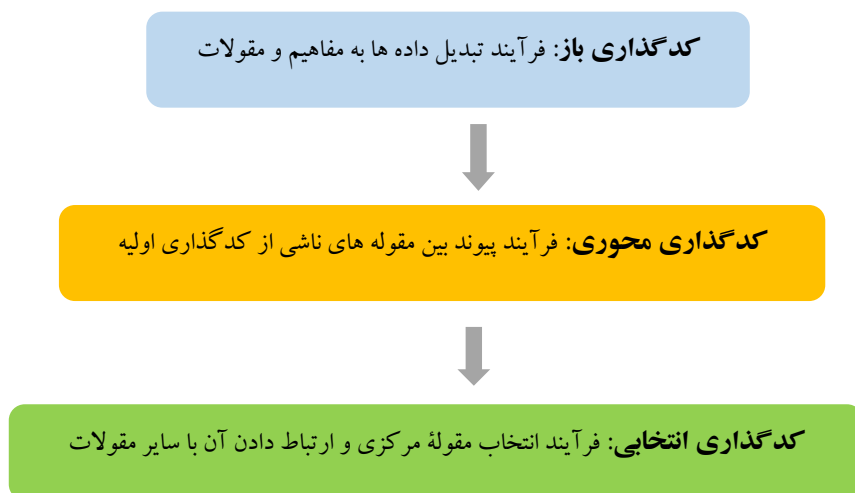 کدگذاری باز: فرآیند تبدیل داده ها به مفاهیم و مقولات
کدگذاری محوری: فرآیند پیوند بین مقوله های ناشی از کدگذاری اولیه
کدگذاری انتخابی: فرآیند انتخاب مقولۀ مرکزی و ارتباط دادن آن با سایر مقولات